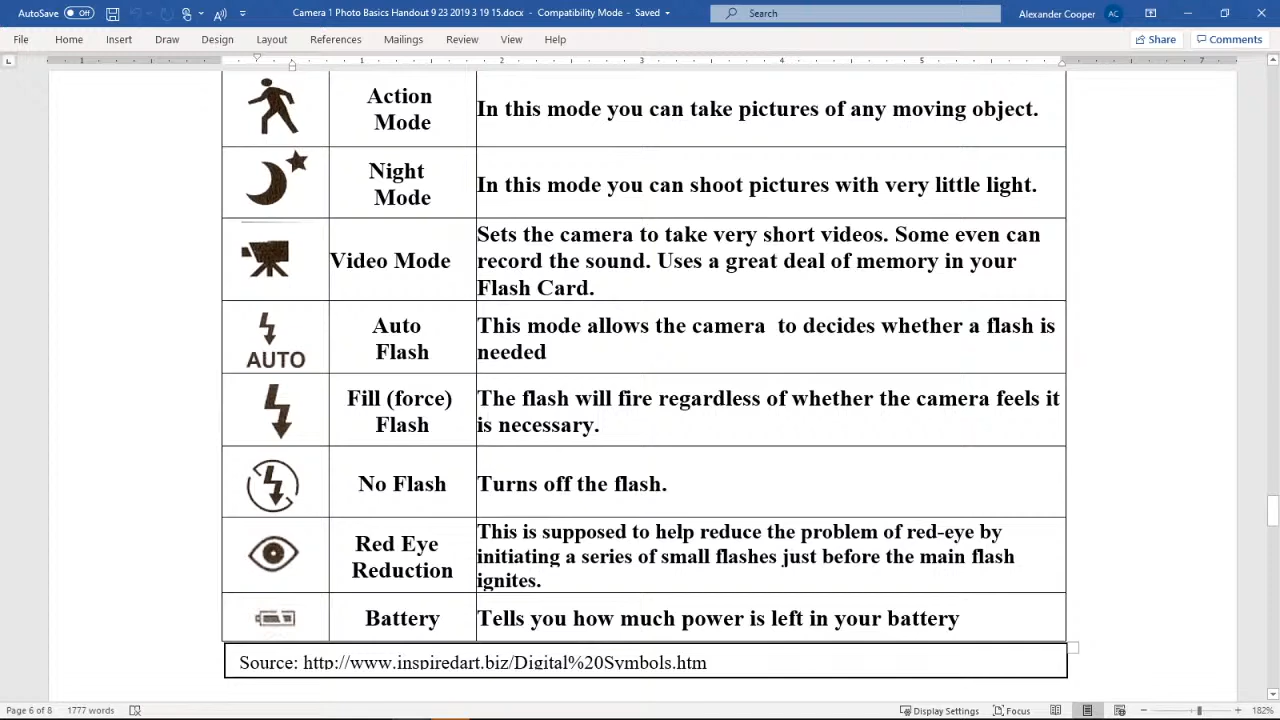 AutoSave On Camera 1 Photo Basics Handout 9 23 2019 3 19 15.docx - Compatibility Mode - Saved Search Alexander Cooper AC
File Home Insert Draw Design Layout References Mailings Review View Help Share Comments
1 1 2 3 4 5 7
Action
Mode
In this mode you can take pictures of any moving object.
Night
Mode
In this mode you can shoot pictures with very little light.
Video Mode
Sets the camera to take very short videos. Some even can
record the sound. Uses a great deal of memory in your
Flash Card.
AUTO
Auto
Flash
This mode allows the camera  to decides whether a flash is
needed
Fill (force)
Flash
The flash will fire regardless of whether the camera feels it
is necessary.
No Flash
Turns off the flash.
Red Eye
Reduction
This is supposed to help reduce the problem of red-eye by
initiating a series of small flashes just before the main flash
ignites.
Battery
Tells you how much power is left in your battery
Source: http://www.inspiredart.biz/Digital%20Symbols.htm
Page 6 of 8 1777 words Display Settings Focus 182%